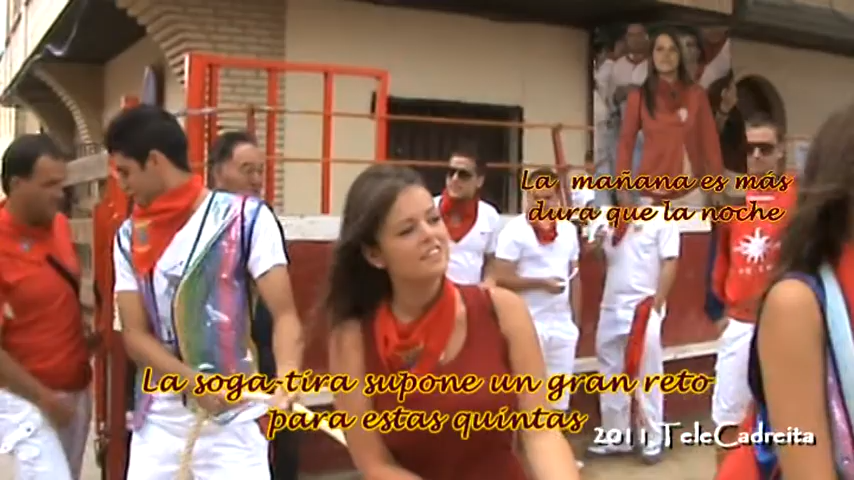 La mañana es más
dura que la noche
La soga-tira supone un gran reto
para estas quintas
2011 TeleCadreita